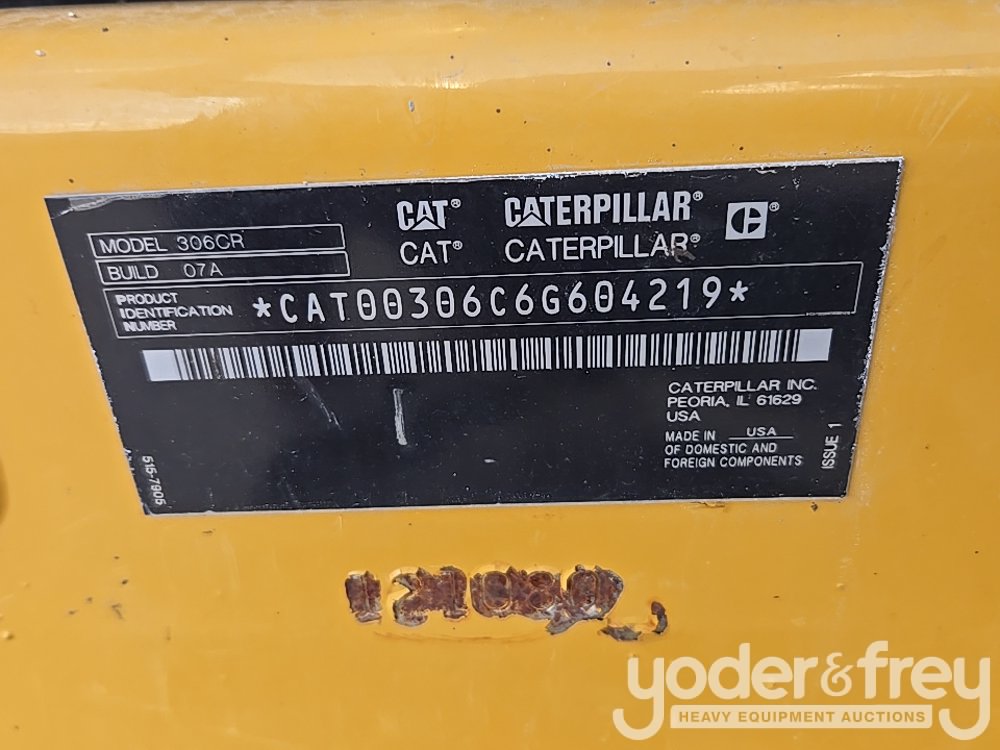 CAT® CATERPILLAR® C®
CAT® CATERPILLAR®
MODEL 306CR
BUILD 07A
PRODUCT
IDENTIFICATION
NUMBER
*CAT00306C6G604219*
CATERPILLAR INC.
PEORIA, IL 61629
USA
MADE IN USA
OF DOMESTIC AND
FOREIGN COMPONENTS
ISSUE 1
515-7905
yoder&frey
HEAVY EQUIPMENT AUCTIONS